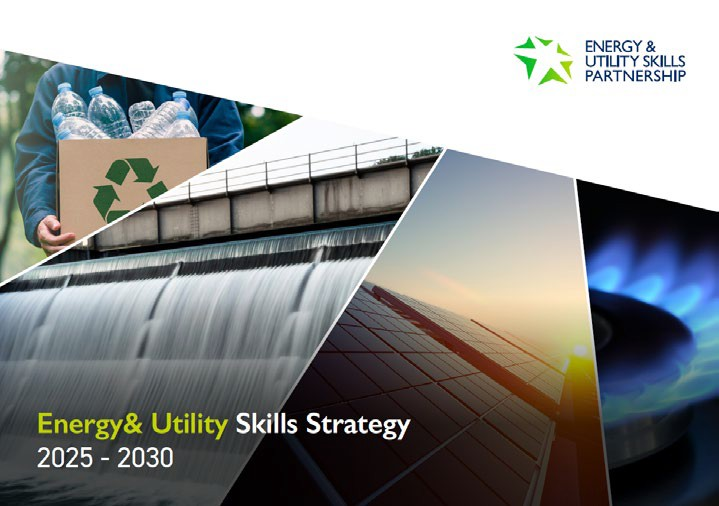 ENERGY &
UTILITY SKILLS
PARTNERSHIP
Energy& Utility Skills Strategy
2025 - 2030